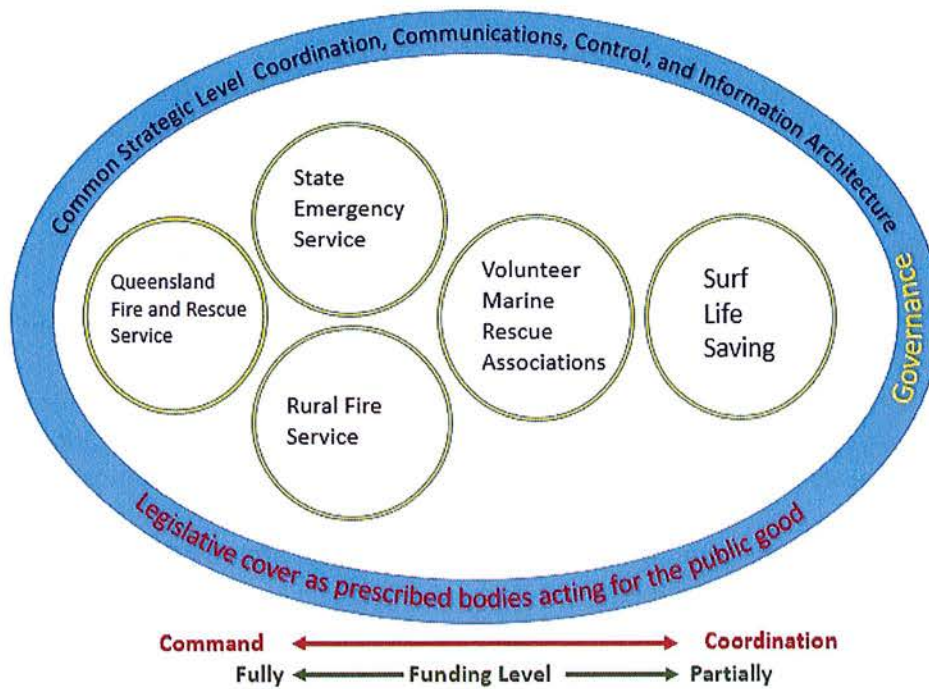 Common Strategic Level Coordination, Communications, Control, and Information Architecture
Governance
State
Emergency
Service
Queensland
Fire and Rescue
Service
Volunteer
Marine
Rescue
Associations
Surf
Life
Saving
Rural Fire
Service
Legislative cover as prescribed bodies acting for the public good
Command Coordination
Fully Funding Level Partially